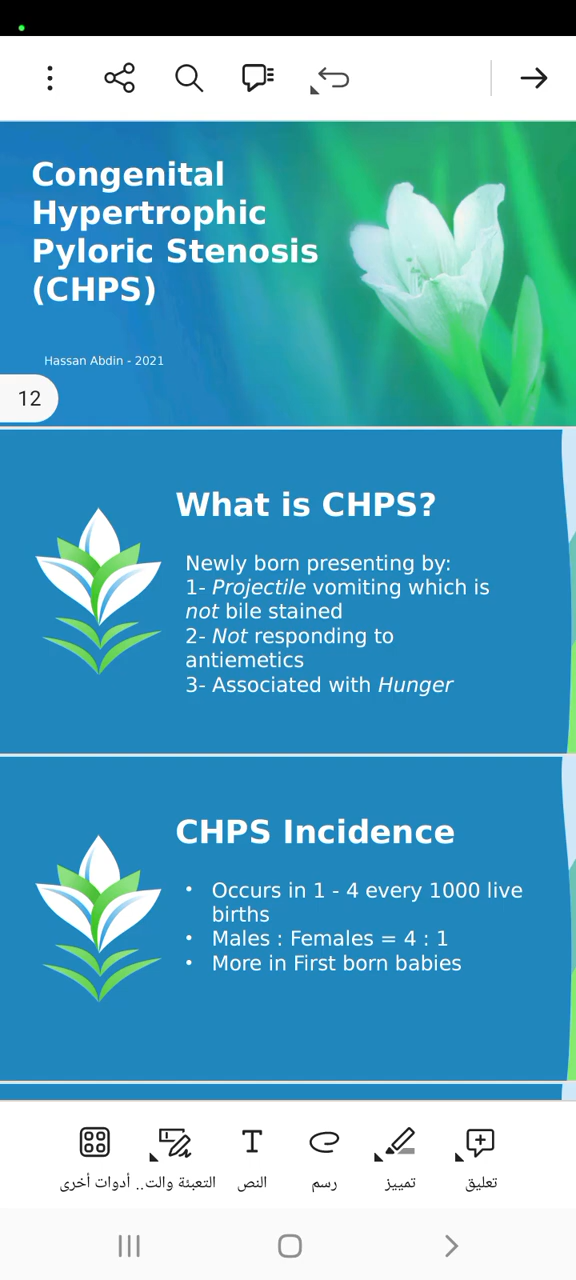 Congenital
Hypertrophic
Pyloric Stenosis
(CHPS)
Hassan Abdin - 2021
12
What is CHPS?
Newly born presenting by:
1- Projectile vomiting which is
not bile stained
2- Not responding to
antiemetics
3- Associated with Hunger
CHPS Incidence
• Occurs in 1 - 4 every 1000 live
births
• Males : Females = 4 : 1
• More in First born babies
تعليق
تمييز
رسم
النص
التعبئة والت..
أدوات أخرى